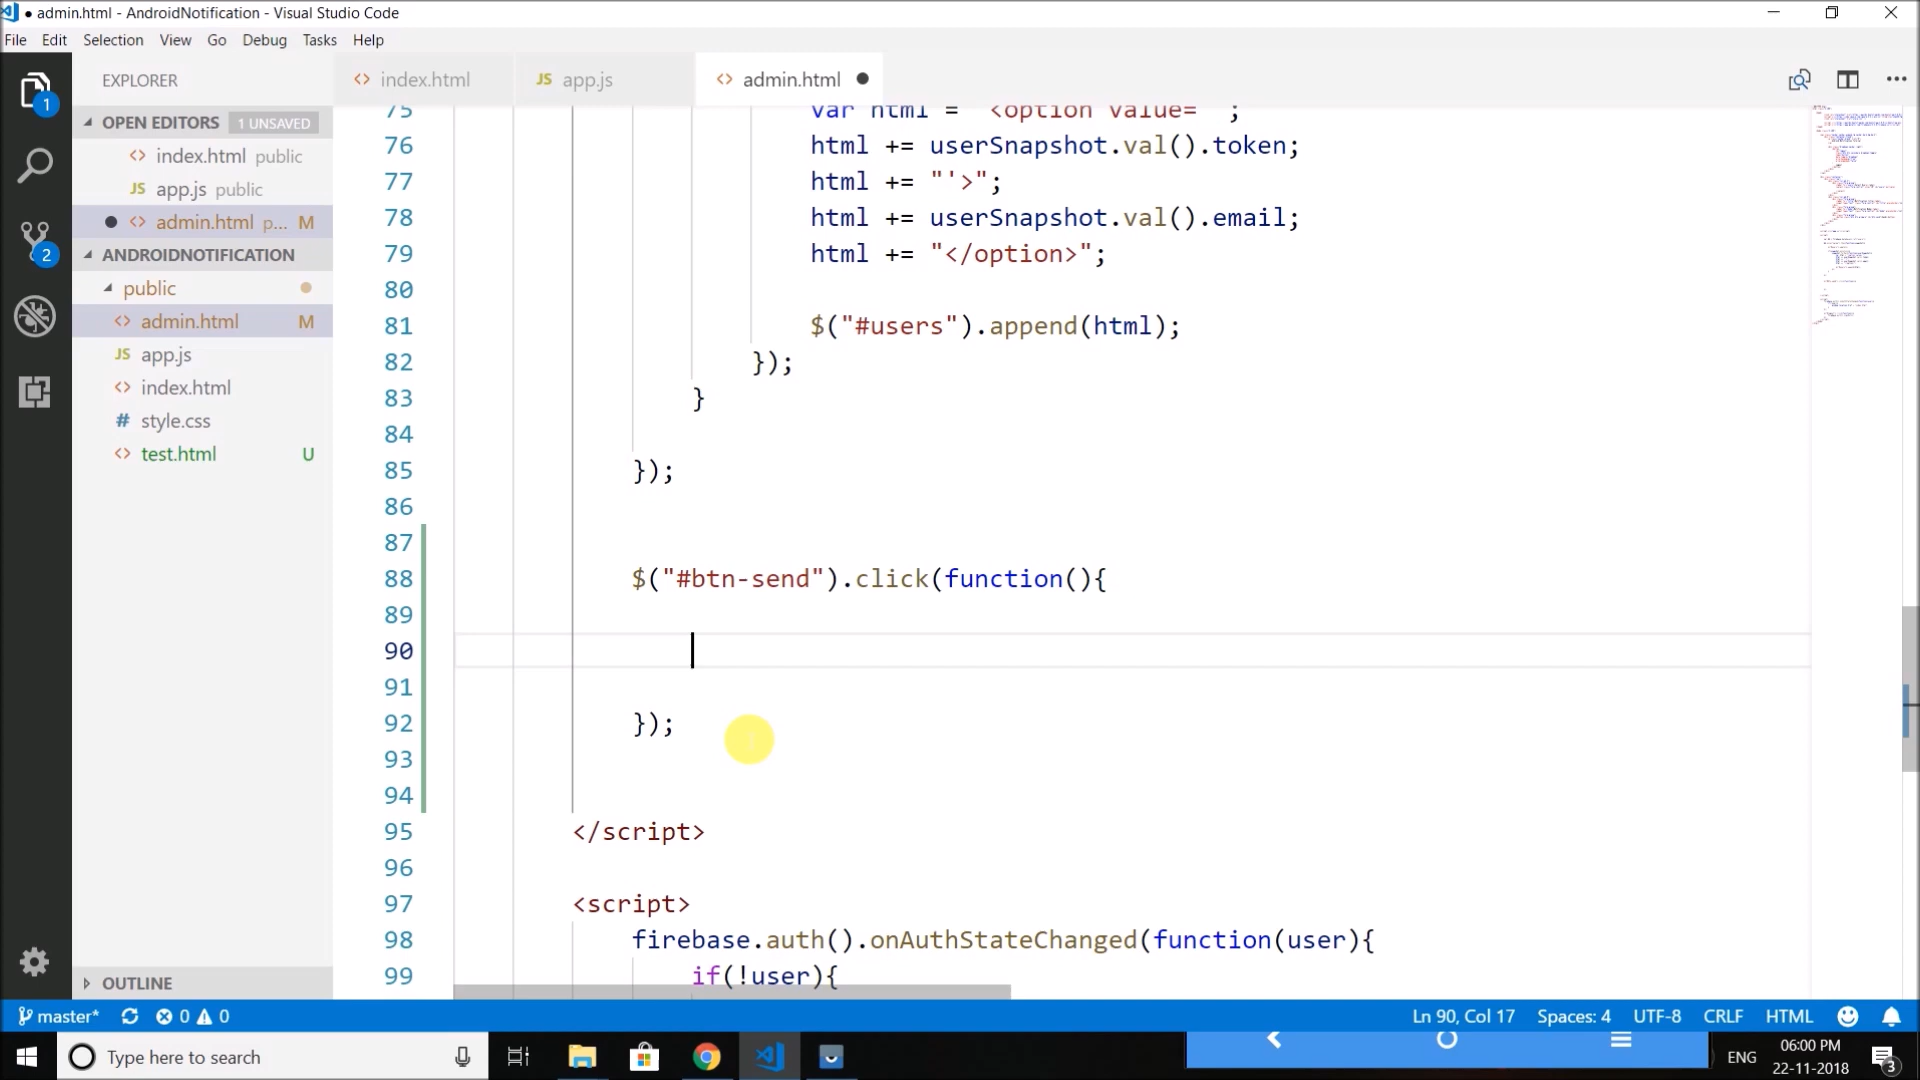 ● admin.html - AndroidNotification - Visual Studio Code
File Edit Selection View Go Debug Tasks Help
EXPLORER
<> index.html
JS app.js
<> admin.html ●
OPEN EDITORS 1 UNSAVED
<> index.html public
JS app.js public
● <> admin.html p... M
ANDROIDNOTIFICATION
public
<> admin.html M
JS app.js
<> index.html
# style.css
<> test.html U
OUTLINE
1
2
75 var html = "<option value='";
76 html += userSnapshot.val().token;
77 html += "'>";
78 html += userSnapshot.val().email;
79 html += "</option>";
80
81 $("#users").append(html);
82 });
83 }
84
85 });
86
87
88 $("#btn-send").click(function(){
89
90
91
92 });
93
94
95 </script>
96
97 <script>
98 firebase.auth().onAuthStateChanged(function(user){
99 if(!user){
master* 0 0
Ln 90, Col 17 Spaces: 4 UTF-8 CRLF HTML
Type here to search
ENG
06:00 PM
22-11-2018
3